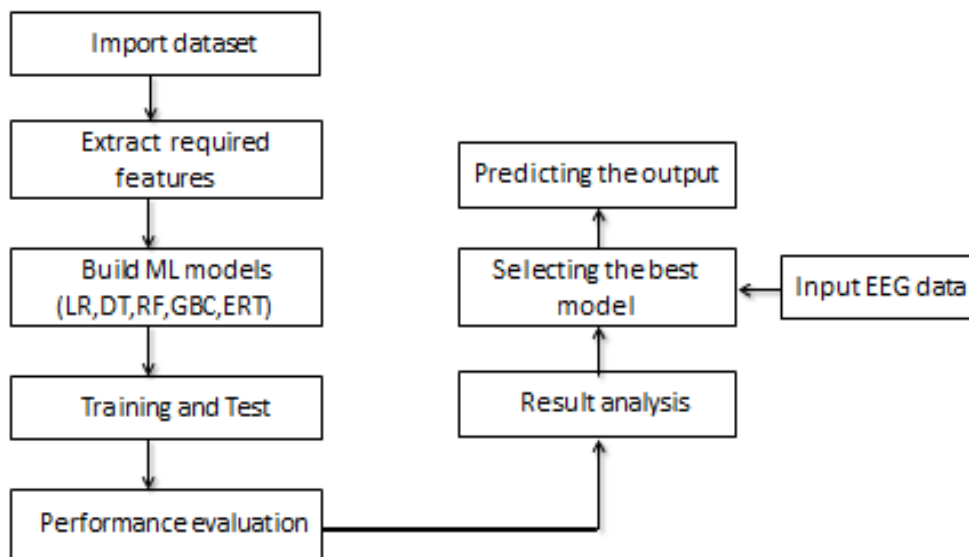 Import dataset
Extract required
features
Build ML models
(LR,DT,RF,GBC,ERT)
Training and Test
Performance evaluation
Predicting the output
Selecting the best
model
Input EEG data
Result analysis